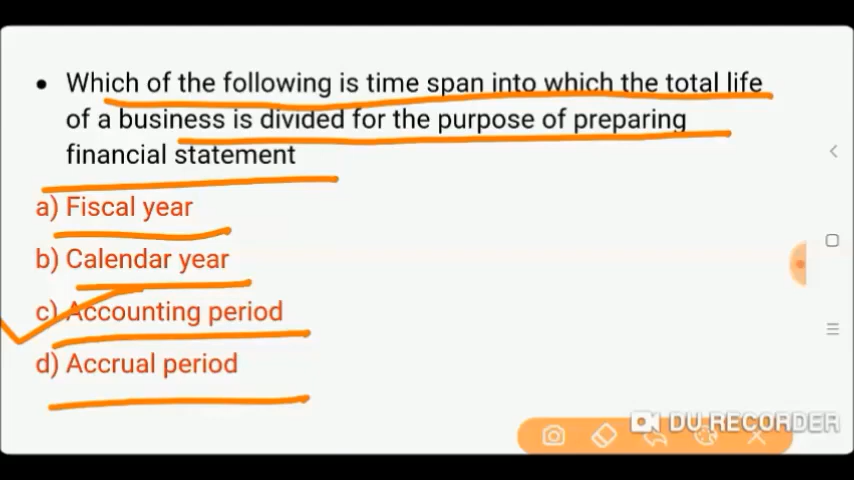 • Which of the following is time span into which the total life
of a business is divided for the purpose of preparing
financial statement
a) Fiscal year
b) Calendar year
c) Accounting period
d) Accrual period
DU RECORDER